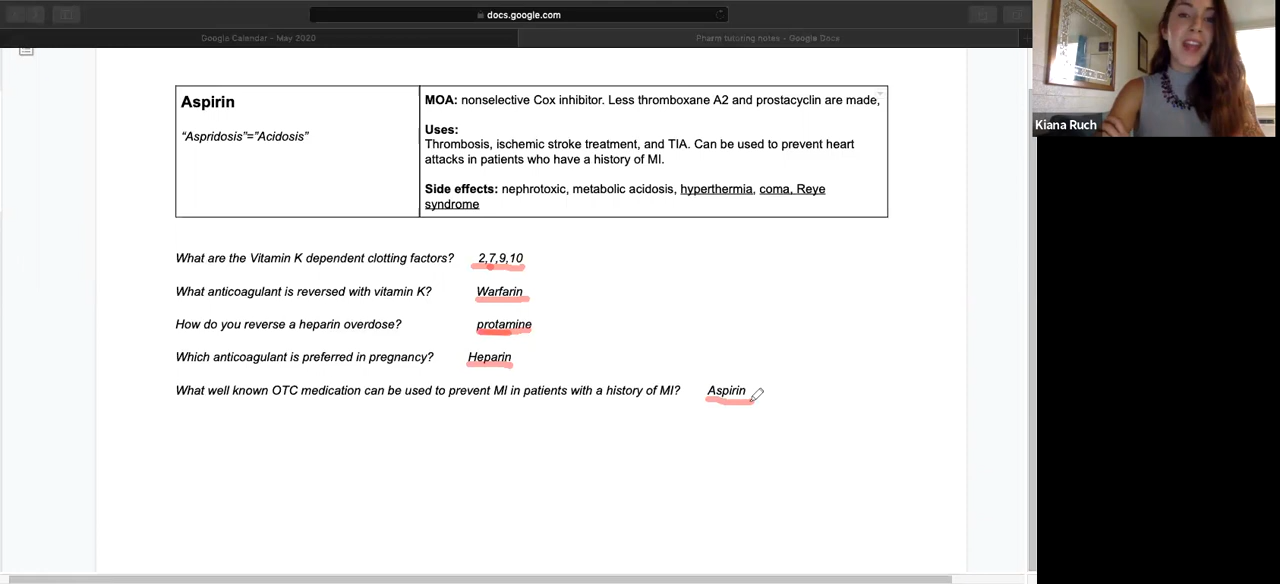 docs.google.com
Google Calendar - May 2020
Pharm tuturing notes - Google Docs
Kiana Ruch
Aspirin
“Aspridosis”=”Acidosis”
MOA: nonselective Cox inhibitor. Less thromboxane A2 and prostacyclin are made,
Uses:
Thrombosis, ischemic stroke treatment, and TIA. Can be used to prevent heart
attacks in patients who have a history of MI.
Side effects: nephrotoxic, metabolic acidosis, hyperthermia, coma, Reye
syndrome
What are the Vitamin K dependent clotting factors? 2,7,9,10
What anticoagulant is reversed with vitamin K? Warfarin
How do you reverse a heparin overdose? protamine
Which anticoagulant is preferred in pregnancy? Heparin
What well known OTC medication can be used to prevent MI in patients with a history of MI? Aspirin